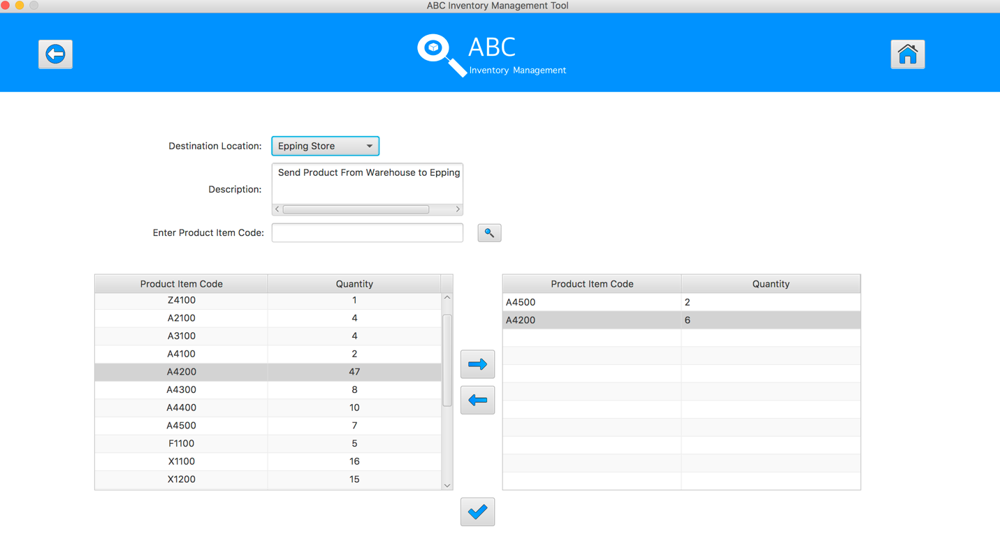 ABC Inventory Management Tool
ABC
Inventory Management
Destination Location: Epping Store
Description: Send Product From Warehouse to Epping
Enter Product Item Code:
Product Item Code Quantity
Z4100 1
A2100 4
A3100 4
A4100 2
A4200 47
A4300 8
A4400 10
A4500 7
F1100 5
X1100 16
X1200 15
Product Item Code Quantity
A4500 2
A4200 6